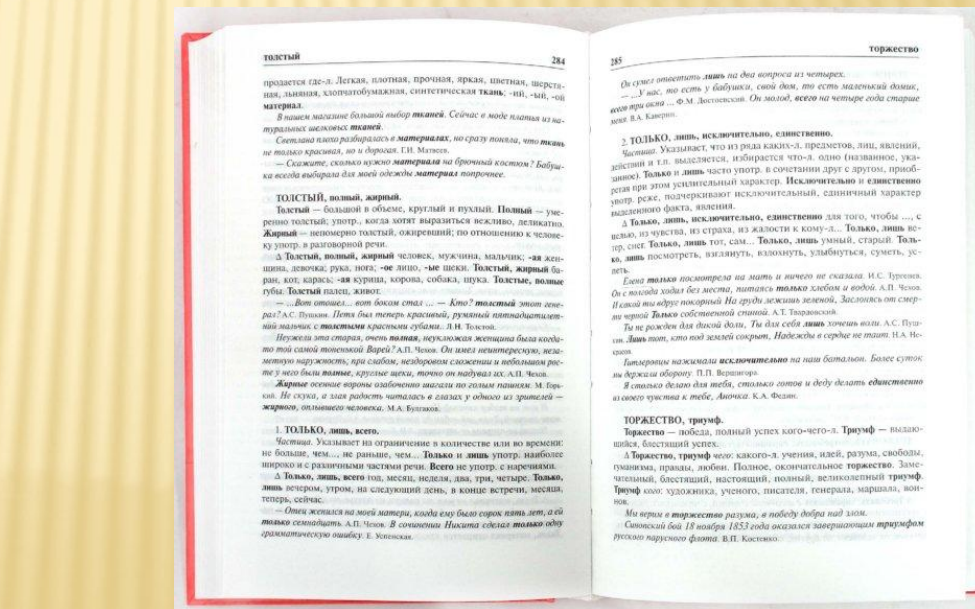 толстый 284
продается где-л. Легкая, плотная, прочная, яркая, цветная, шерстя-
ная, льняная, хлопчатобумажная, синтетическая ткань; -ий, -ый, -ой
материал.
В нашем магазине большой выбор тканей. Сейчас в моде платья из на-
туральных шелковых тканей.
Светлана плохо разбиралась в материалах, но сразу поняла, что ткань
не только красивая, но и дорогая. Г.И. Матвеев.
— Скажите, сколько нужно материала на брючный костюм? Бабуш-
ка всегда выбирала для моей одежды материал попрочнее.
ТОЛСТЫЙ, полный, жирный.
Толстый — большой в объеме, круглый и пухлый. Полный — уме-
ренно толстый; употр., когда хотят выразиться вежливо, деликатно.
Жирный — непомерно толстый, ожиревший; по отношению к челове-
ку употр. в разговорной речи.
Δ Толстый, полный, жирный человек, мужчина, мальчик; -ая жен-
щина, девочка; рука, нога; -ое лицо, -ые щеки. Толстый, жирный ба-
ран, кот, карась; -ая курица, корова, собака, щука. Толстые, полные
губы. Толстый палец, живот.
— ...Вот отошел... вот боком стал ... — Кто? толстый этот гене-
рал? А.С. Пушкин. Петя был теперь красивый, румяный пятнадцатилет-
ний мальчик с толстыми красными губами. Л.Н. Толстой.
Неужели эта старая, очень полная, неуклюжая женщина была когда-
то той самой тоненькой Варей? А.П. Чехов. Он имел неинтересную, неза-
метную наружность; при слабом, нездоровом сложении и небольшом рос-
те у него были полные, круглые щеки, точно он надувал их. А.П. Чехов.
Жирные осенние вороны озабоченно шагали по голым пашням. М. Горь-
кий. Не скука, а злая радость читалась в глазах у одного из зрителей —
жирного, оплывшего человека. М.А. Булгаков.
1. ТОЛЬКО, лишь, всего.
Частица. Указывает на ограничение в количестве или во времени:
не больше, чем..., не раньше, чем... Только и лишь употр. наиболее
широко и с различными частями речи. Всего не употр. с наречиями.
Δ Только, лишь, всего год, месяц, неделя, два, три, четыре. Только,
лишь вечером, утром, на следующий день, в конце встречи, месяца,
теперь, сейчас.
— Отец женился на моей матери, когда ему было сорок пять лет, а ей
только семнадцать. А.П. Чехов. В сочинении Никита сделал только одну
грамматическую ошибку. Е. Успенская.
285 торжество
Он сумел ответить лишь на два вопроса из четырех.
— ...У нас, то есть у бабушки, свой дом, то есть маленький домик,
всего три окна ... Ф.М. Достоевский. Он молод, всего на четыре года старше
меня. В.А. Каверин.
2. ТОЛЬКО, лишь, исключительно, единственно.
Частица. Указывает, что из ряда каких-л. предметов, лиц, явлений,
действий и т.п. выделяется, избирается что-л. одно (названное, ука-
занное). Только и лишь часто употр. в сочетании друг с другом, приоб-
ретая при этом усилительный характер. Исключительно и единственно
употр. реже, подчеркивают исключительный, единичный характер
выделенного факта, явления.
Δ Только, лишь, исключительно, единственно для того, чтобы ..., с
целью, из чувства, из страха, из жалости к кому-л... Только, лишь ве-
тер, снег. Только, лишь тот, сам... Только, лишь умный, старый. Толь-
ко, лишь посмотреть, взглянуть, вздохнуть, улыбнуться, суметь, ус-
петь.
Елена только посмотрела на мать и ничего не сказала. И.С. Тургенев.
Он с полгода ходил без места, питаясь только хлебом и водой. А.П. Чехов.
И какой ты вдруг покорный На груди лежишь земной, Заслонясь от смер-
ти черной Только собственной спиной. А.Т. Твардовский.
Ты не рожден для дикой доли, Ты для себя лишь хочешь воли. А.С. Пуш-
кин. Лишь тот, кто под землей сокрыт, Надежды в сердце не таит. Н.А. Не-
красов.
Гитлеровцы нажимали исключительно на наш батальон. Более суток
мы держали оборону. П.П. Вершигора.
Я столько делаю для тебя, столько готов и деду делать единственно
из своего чувства к тебе, Аночка. К.А. Федин.
ТОРЖЕСТВО, триумф.
Торжество — победа, полный успех кого-чего-л. Триумф — выдаю-
щийся, блестящий успех.
Δ Торжество, триумф чего: какого-л. учения, идей, разума, свободы,
гуманизма, правды, любви. Полное, окончательное торжество. Заме-
чательный, блестящий, настоящий, полный, великолепный триумф.
Триумф кого: художника, ученого, писателя, генерала, маршала, вои-
нов.
Мы верим в торжество разума, в победу добра над злом.
Синопский бой 18 ноября 1853 года оказался завершающим триумфом
русского парусного флота. В.П. Костенко.